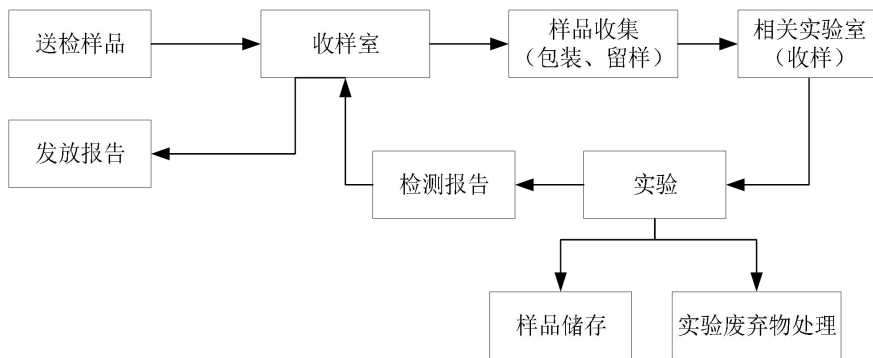 送检样品
收样室
样品收集
（包装、留样）
相关实验室
（收样）
发放报告
检测报告
实验
样品储存
实验废弃物处理